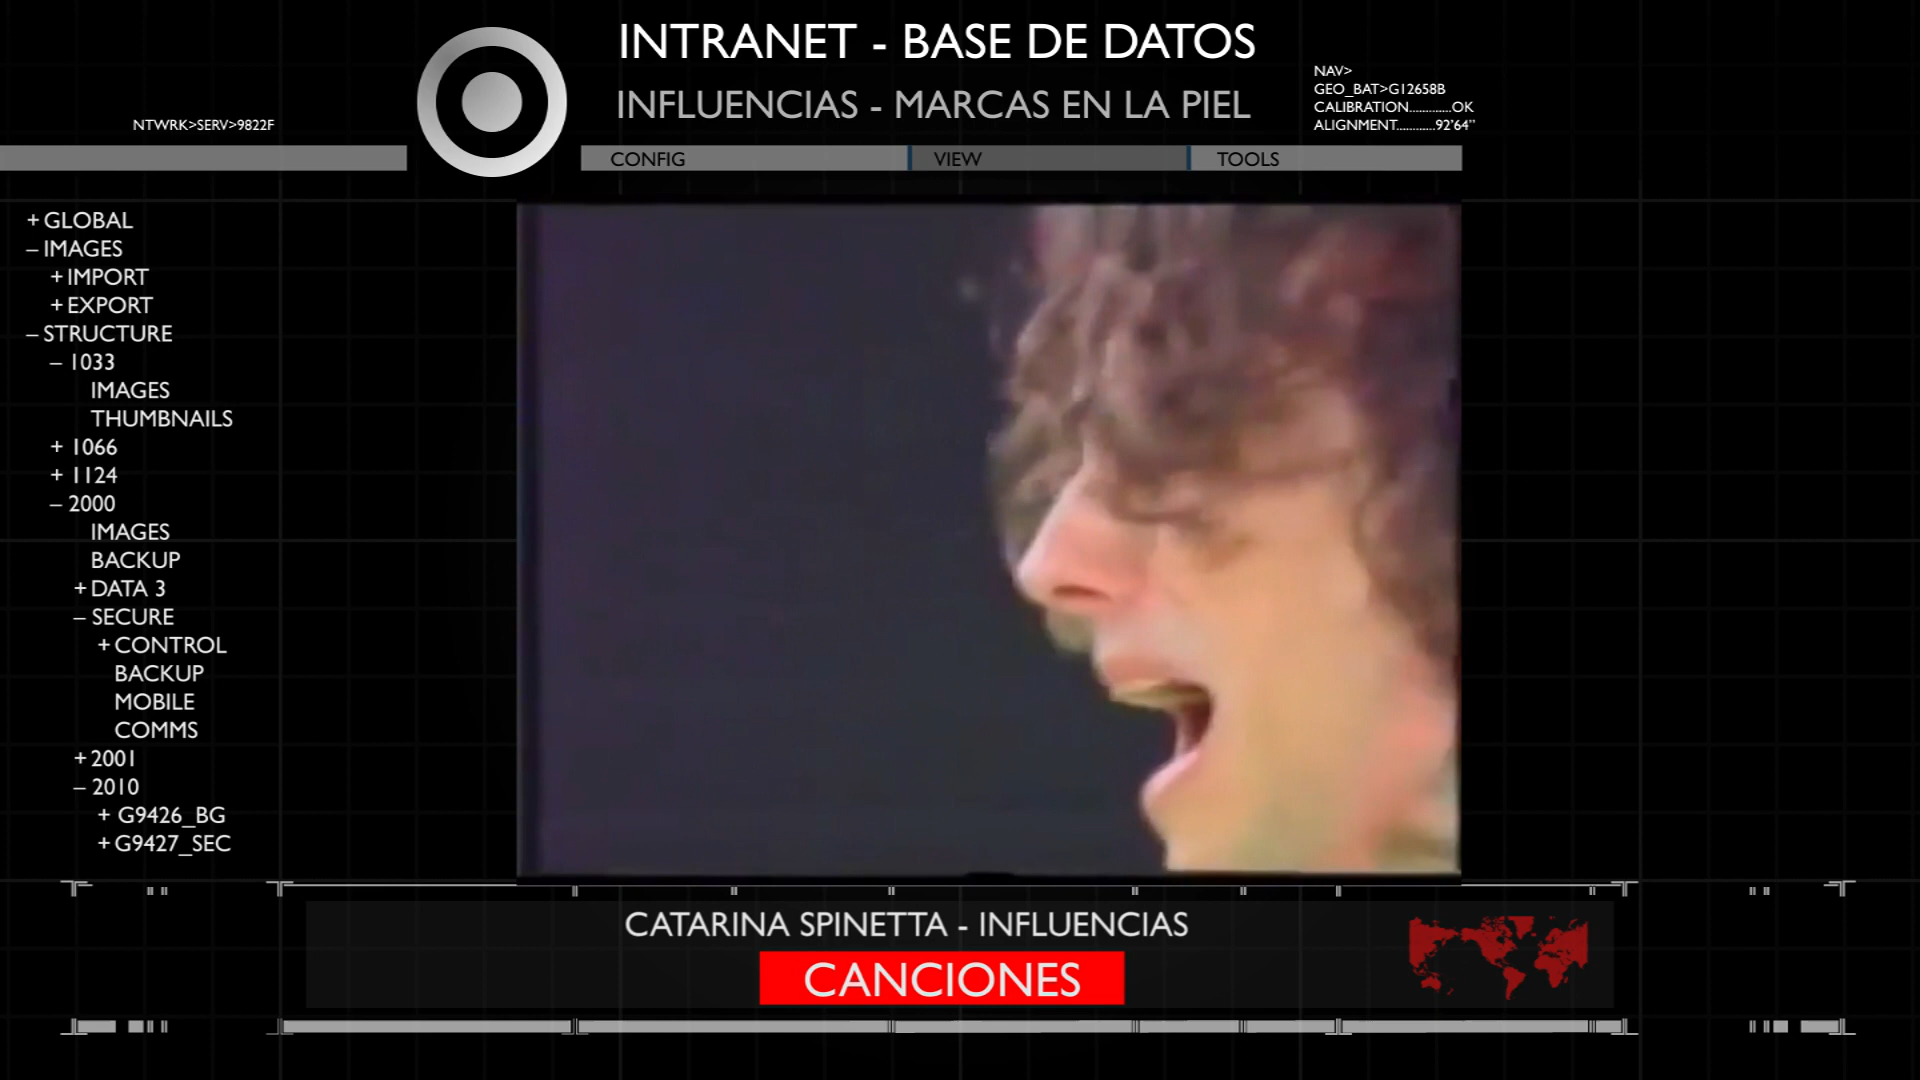 INTRANET - BASE DE DATOS
INFLUENCIAS - MARCAS EN LA PIEL
NTWRK>SERV>9822F
NAV>
GEO_BAT>G12658B
CALIBRATION.............OK
ALIGNMENT............92'64"
CONFIG
VIEW
TOOLS
+ GLOBAL
– IMAGES
+ IMPORT
+ EXPORT
– STRUCTURE
– 1033
IMAGES
THUMBNAILS
+ 1066
+ 1124
– 2000
IMAGES
BACKUP
+ DATA 3
– SECURE
+ CONTROL
BACKUP
MOBILE
COMMS
+ 2001
– 2010
+ G9426_BG
+ G9427_SEC
CATARINA SPINETTA - INFLUENCIAS
CANCIONES